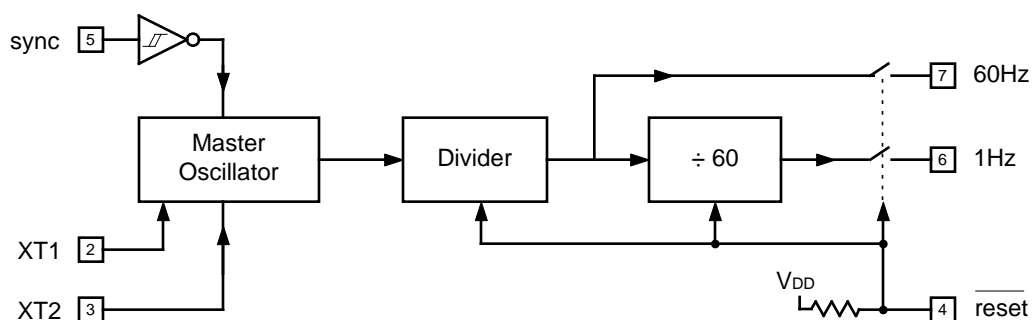 sync 5
7 60Hz
Master
Oscillator
Divider
÷ 60
6 1Hz
XT1 2
XT2 3
VDD
4 reset